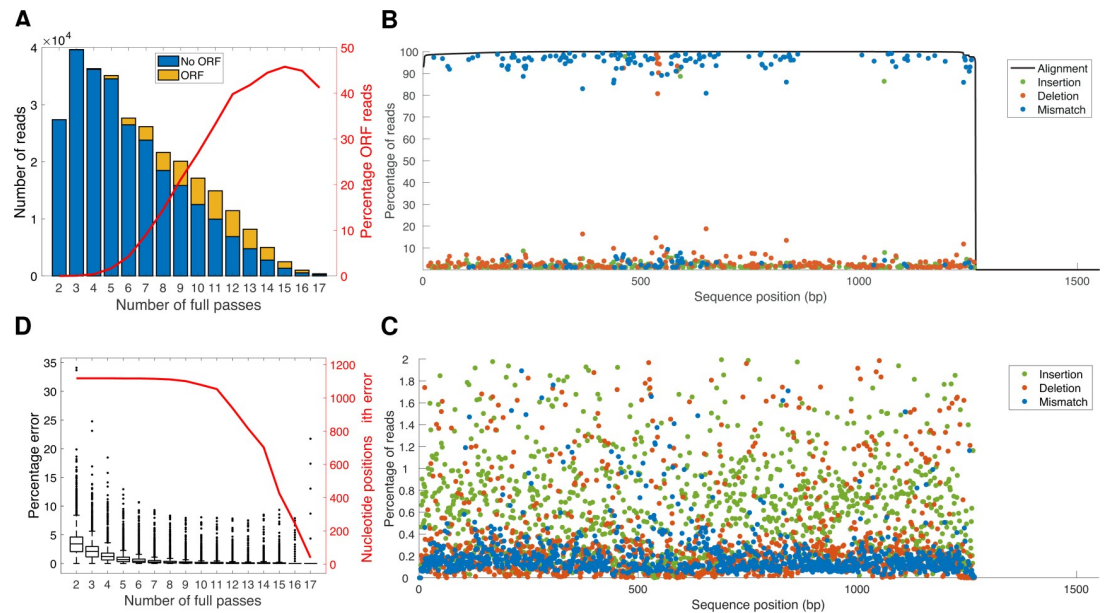 A
×10⁴
No ORF
ORF
Number of reads
4
3
2
1
0
Percentage ORF reads
50
40
30
20
10
0
2 3 4 5 6 7 8 9 10 11 12 13 14 15 16 17
Number of full passes
B
Percentage of reads
100
90
80
70
60
50
40
30
20
10
0 500 1000 1500
Sequence position (bp)
Alignment
Insertion
Deletion
Mismatch
D
Percentage error
35
30
25
20
15
10
5
0
Nucleotide positions ith error
1200
1000
800
600
400
200
0
2 3 4 5 6 7 8 9 10 11 12 13 14 15 16 17
Number of full passes
C
Percentage of reads
2
1.8
1.6
1.4
1.2
1
0.8
0.6
0.4
0.2
0
0 500 1000 1500
Sequence position (bp)
Insertion
Deletion
Mismatch